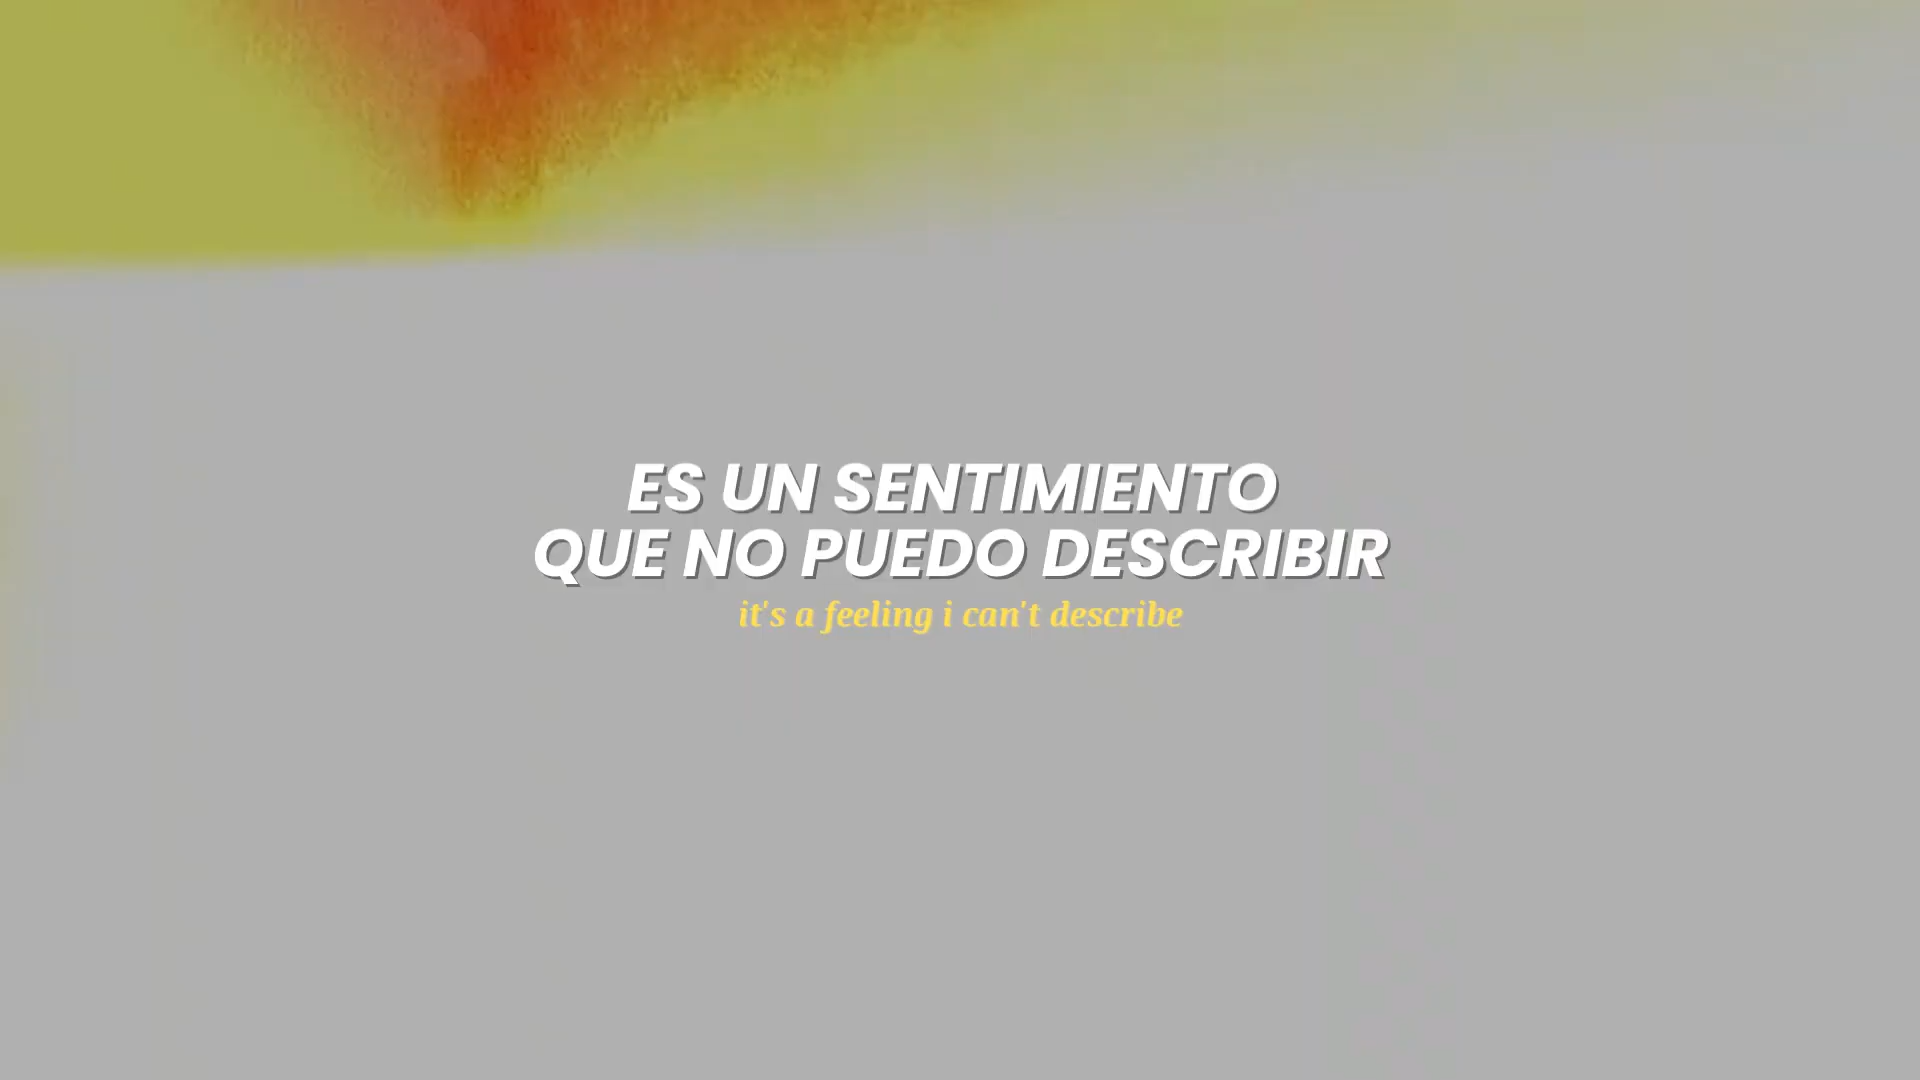 ES UN SENTIMIENTO
QUE NO PUEDO DESCRIBIR
it's a feeling i can't describe